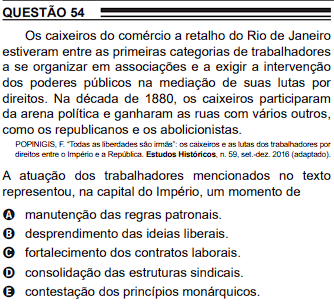 QUESTÃO 54
Os caixeiros do comércio a retalho do Rio de Janeiro
estiveram entre as primeiras categorias de trabalhadores
a se organizar em associações e a exigir a intervenção
dos poderes públicos na mediação de suas lutas por
direitos. Na década de 1880, os caixeiros participaram
da arena política e ganharam as ruas com vários outros,
como os republicanos e os abolicionistas.
POPINIGIS, F. “Todas as liberdades são irmãs”: os caixeiros e as lutas dos trabalhadores por
direitos entre o Império e a República. Estudos Históricos, n. 59, set.-dez. 2016 (adaptado).
A atuação dos trabalhadores mencionados no texto
representou, na capital do Império, um momento de
A manutenção das regras patronais.
B desprendimento das ideias liberais.
C fortalecimento dos contratos laborais.
D consolidação das estruturas sindicais.
E contestação dos princípios monárquicos.